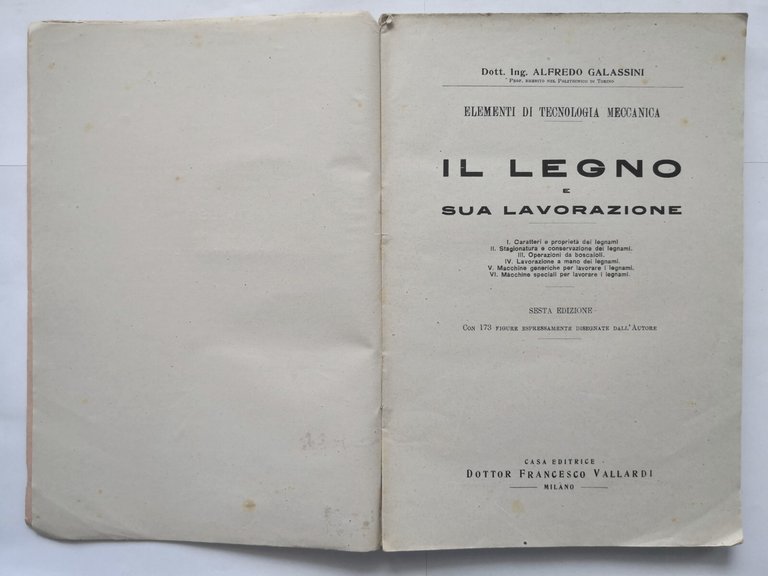 Dott. Ing. ALFREDO GALASSINI
Prof. emerito nel Politecnico di Torino
ELEMENTI DI TECNOLOGIA MECCANICA
IL LEGNO
E
SUA LAVORAZIONE
I. Caratteri e proprietà dei legnami
II. Stagionatura e conservazione dei legnami.
III. Operazioni da boscaioli.
IV. Lavorazione a mano dei legnami.
V. Macchine generiche per lavorare i legnami.
VI. Macchine speciali per lavorare i legnami.
SESTA EDIZIONE
Con 173 figure espressamente disegnate dall'Autore
CASA EDITRICE
DOTTOR FRANCESCO VALLARDI
MILANO